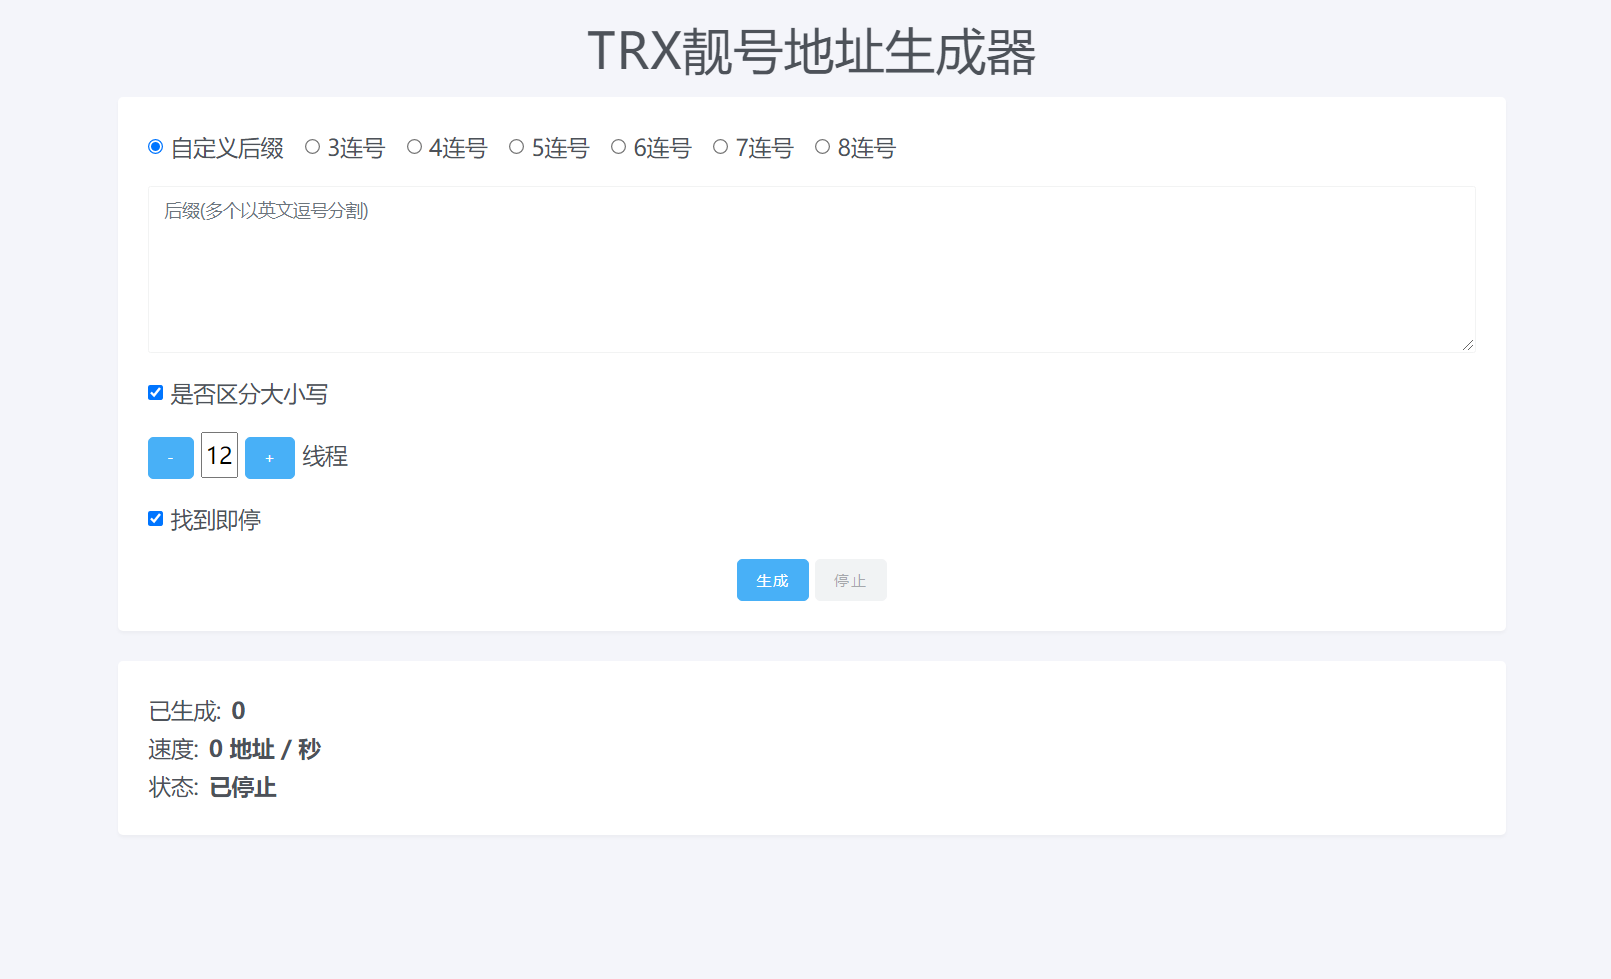 TRX靓号地址生成器
自定义后缀 3连号 4连号 5连号 6连号 7连号 8连号
后缀(多个以英文逗号分割)
是否区分大小写
- 12 + 线程
找到即停
生成 停止
已生成: 0
速度: 0 地址 / 秒
状态: 已停止